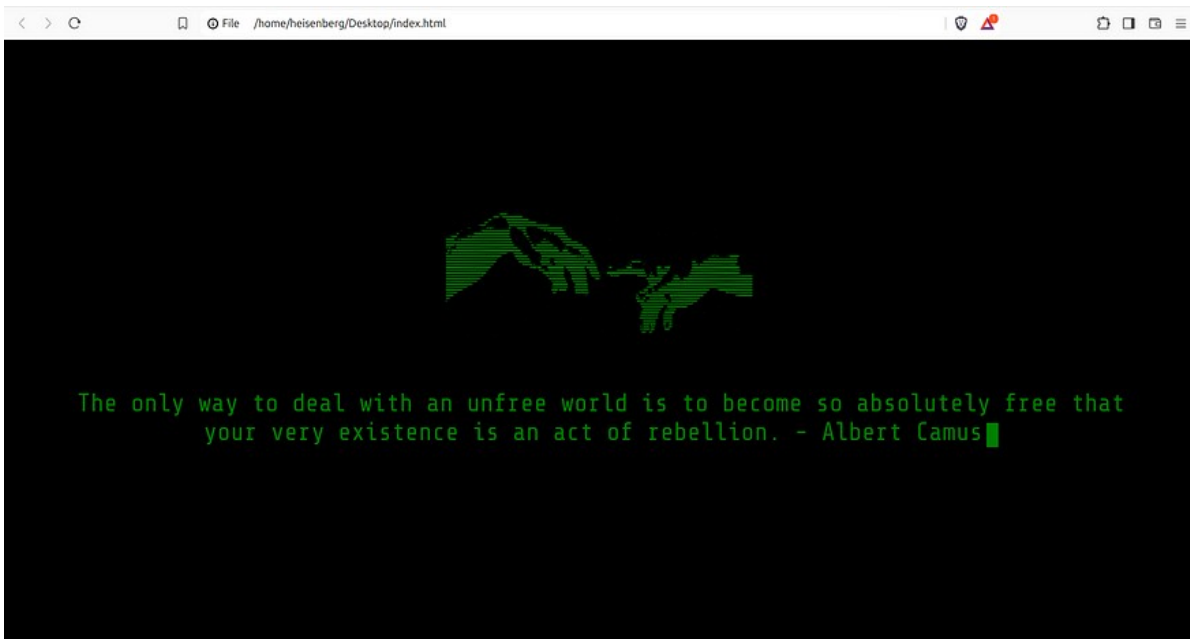 File /home/heisenberg/Desktop/index.html
The only way to deal with an unfree world is to become so absolutely free that
your very existence is an act of rebellion. - Albert Camus